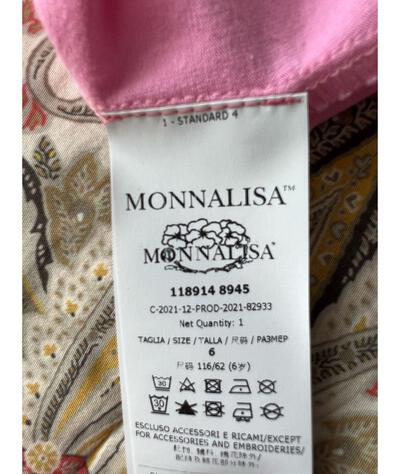 1 - STANDARD 4
MONNALISA™
MONNALISA
118914 8945
C-2021-12-PROD-2021-82933
Net Quantity: 1
TAGLIA / SIZE / TALLA / 尺码 / PA3MEP
6
尺码 116/62 (6岁)
30
30
ESCLUSO ACCESSORI E RICAMI/EXCEPT
FOR ACCESSORIES AND EMBROIDERIES/